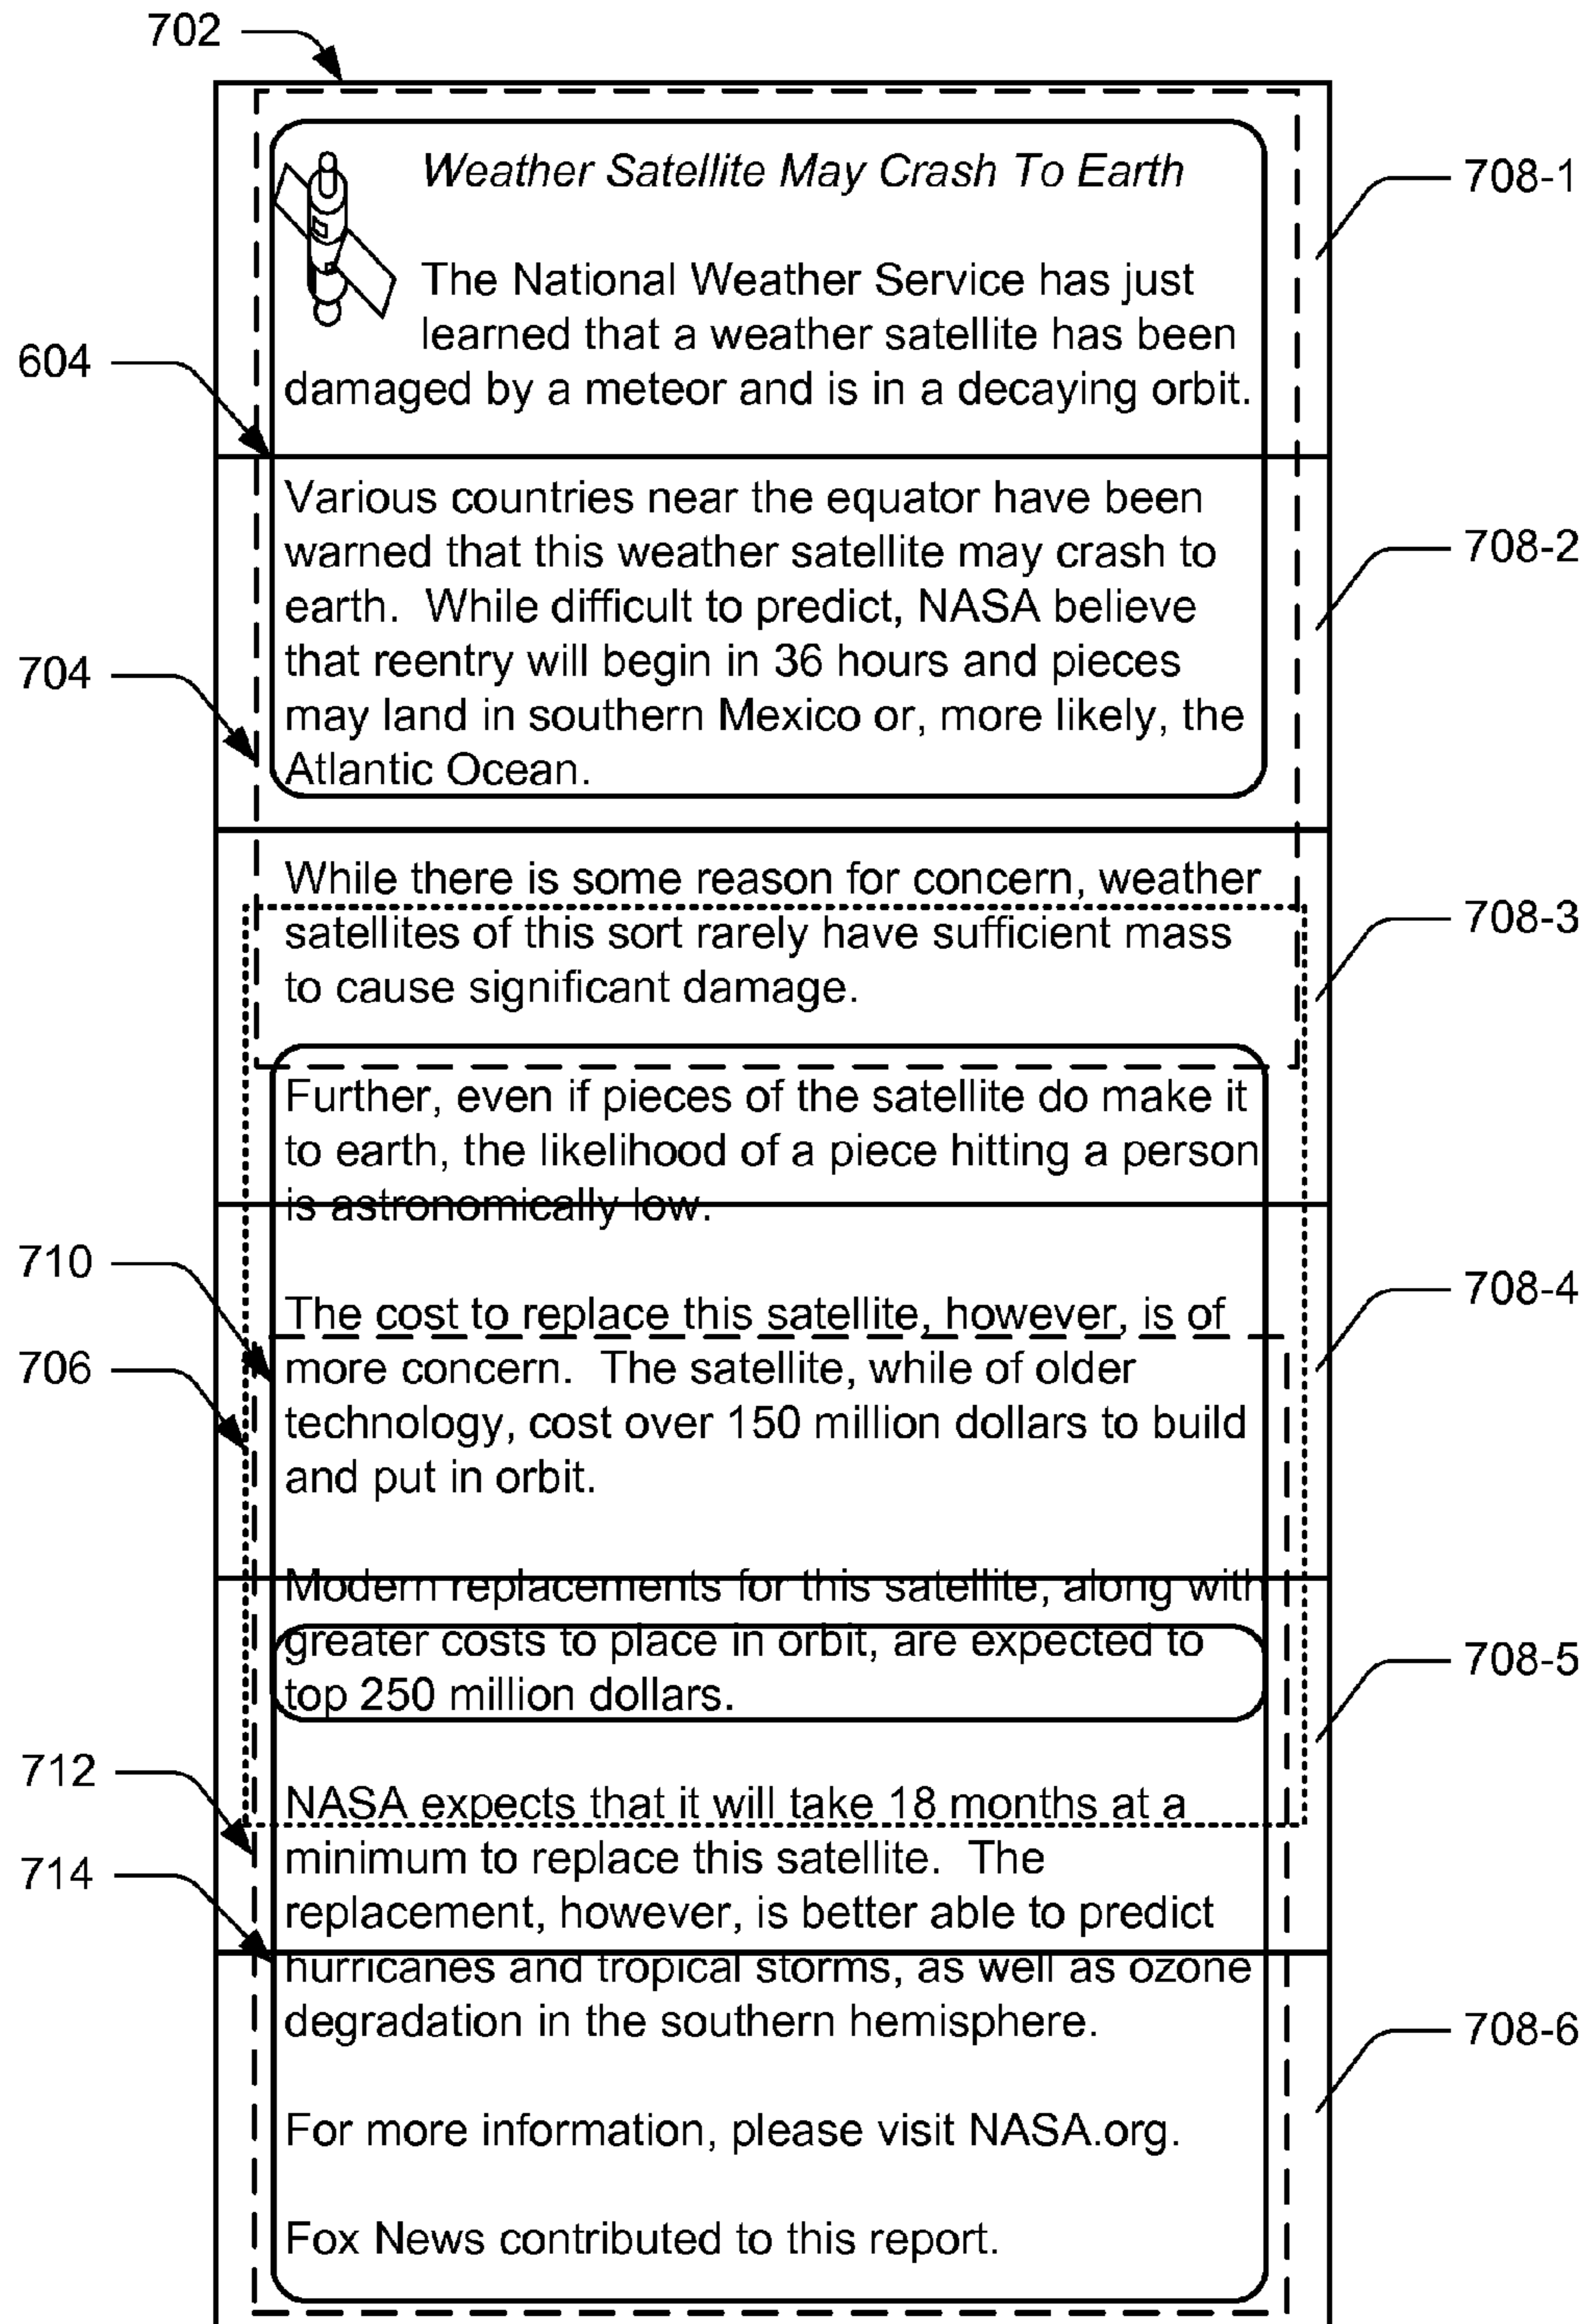 702
Weather Satellite May Crash To Earth
708-1
The National Weather Service has just
learned that a weather satellite has been
604
damaged by a meteor and is in a decaying orbit.
Various countries near the equator have been
708-2
warned that this weather satellite may crash to
earth.  While difficult to predict, NASA believe
that reentry will begin in 36 hours and pieces
704
may land in southern Mexico or, more likely, the
Atlantic Ocean.
While there is some reason for concern, weather
708-3
satellites of this sort rarely have sufficient mass
to cause significant damage.
Further, even if pieces of the satellite do make it
to earth, the likelihood of a piece hitting a person
is astronomically low.
710
708-4
The cost to replace this satellite, however, is of
706
more concern.  The satellite, while of older
technology, cost over 150 million dollars to build
and put in orbit.
Modern replacements for this satellite, along with
greater costs to place in orbit, are expected to
708-5
top 250 million dollars.
712
NASA expects that it will take 18 months at a
minimum to replace this satellite.  The
714
replacement, however, is better able to predict
hurricanes and tropical storms, as well as ozone
degradation in the southern hemisphere.
708-6
For more information, please visit NASA.org.
Fox News contributed to this report.